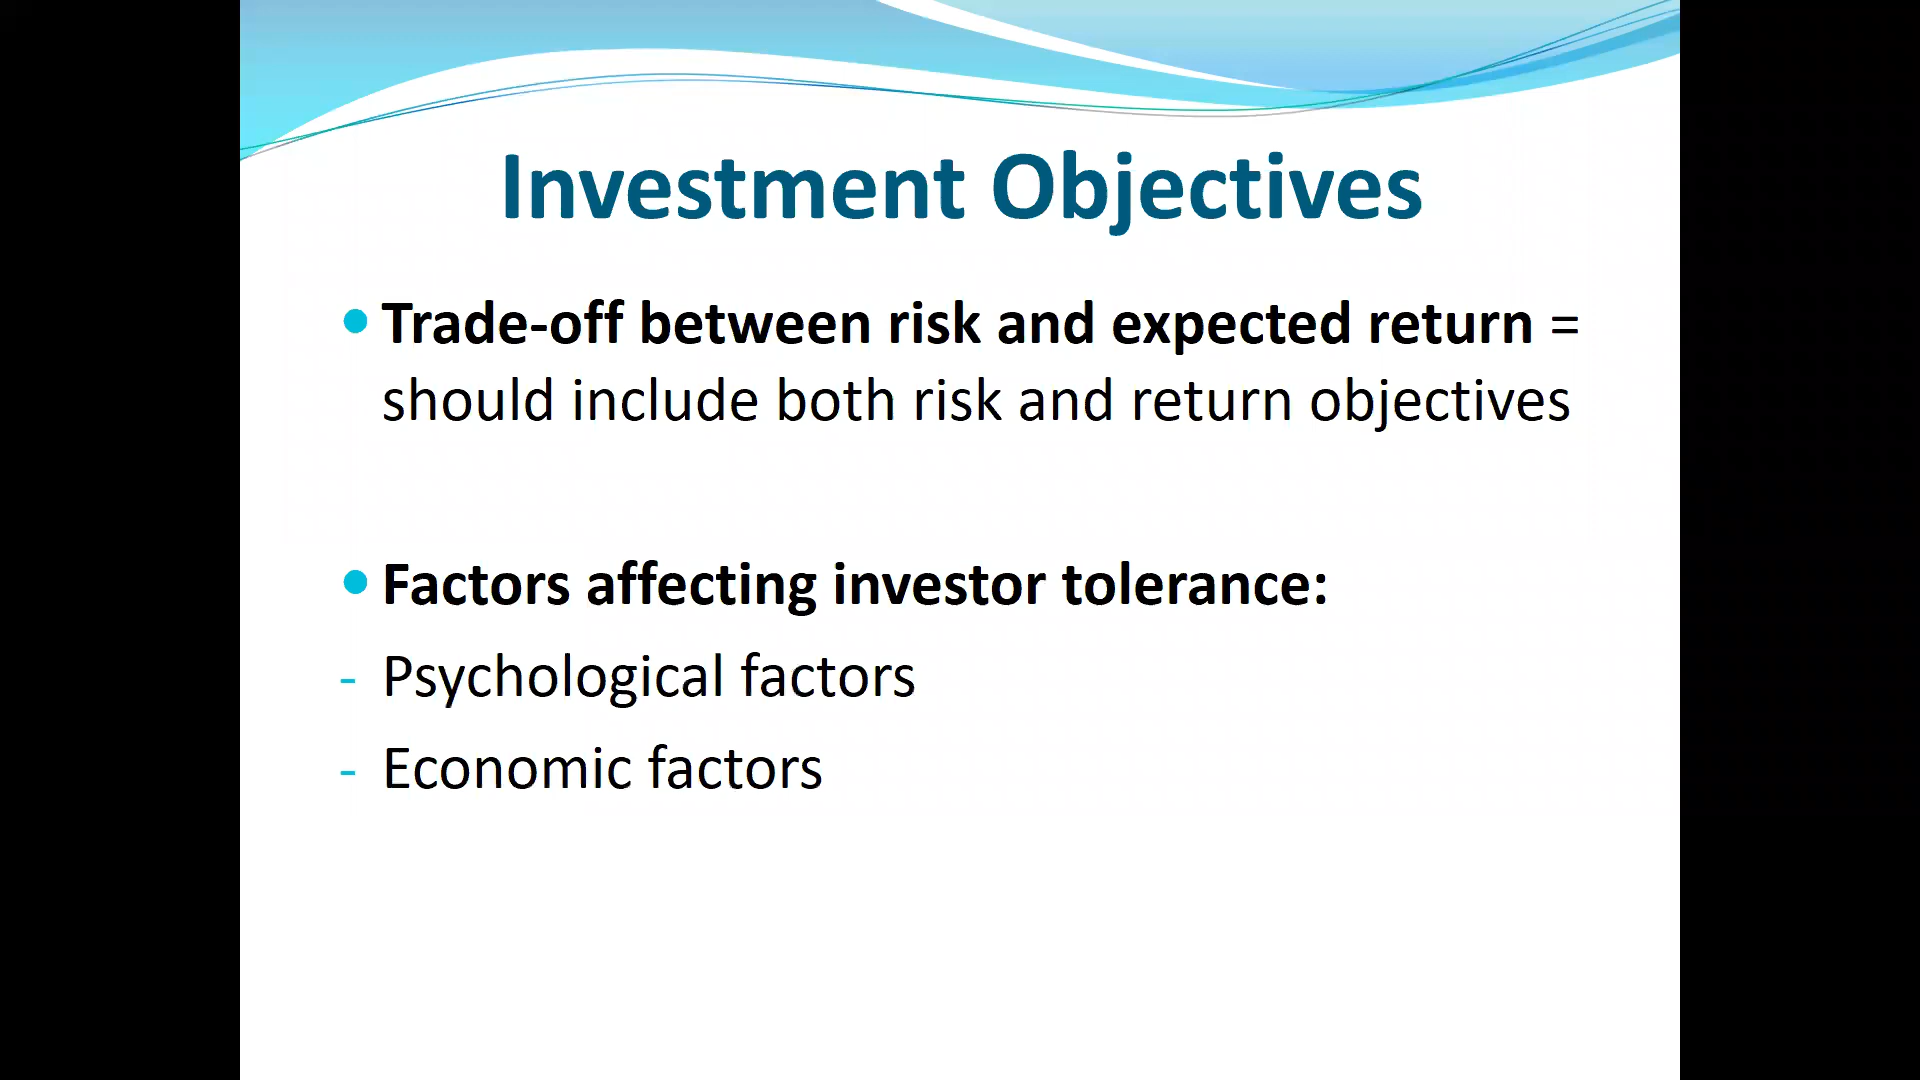 Investment Objectives
• Trade-off between risk and expected return =
should include both risk and return objectives
• Factors affecting investor tolerance:
- Psychological factors
- Economic factors